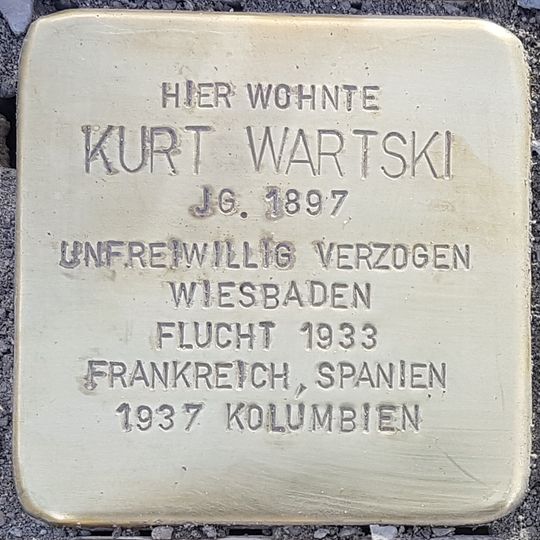 HIER WOHNTE
KURT WARTSKI
JG. 1897
UNFREIWILLIG VERZOGEN
WIESBADEN
FLUCHT 1933
FRANKREICH, SPANIEN
1937 KOLUMBIEN